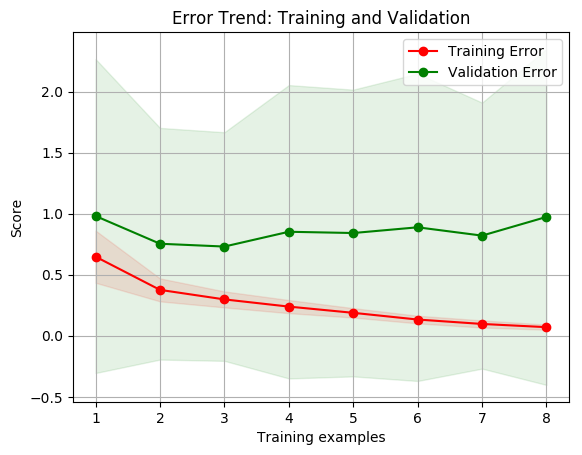 Error Trend: Training and Validation
Training Error
Validation Error
Score
2.0
1.5
1.0
0.5
0.0
−0.5
1 2 3 4 5 6 7 8
Training examples